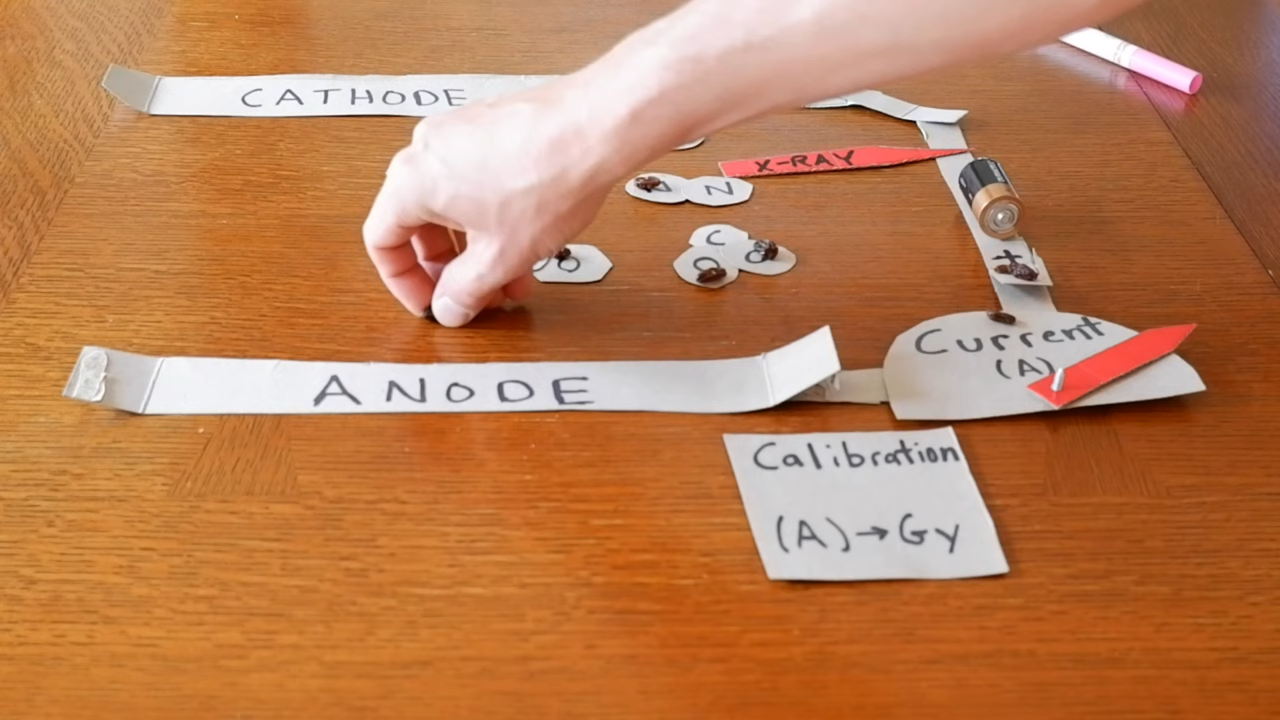 CATHODE
X-RAY
N
C
O O
O O
+
Current
(A)
ANODE
Calibration
(A)→Gy